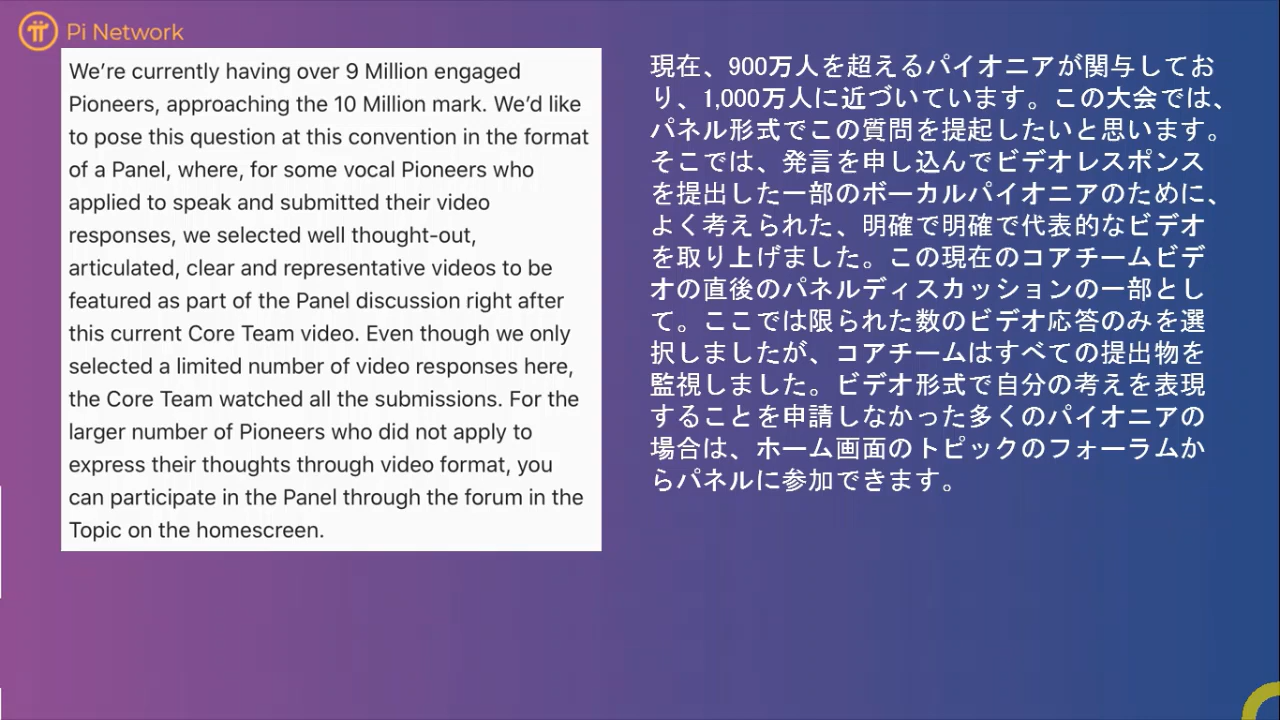 Pi Network
We're currently having over 9 Million engaged
Pioneers, approaching the 10 Million mark. We'd like
to pose this question at this convention in the format
of a Panel, where, for some vocal Pioneers who
applied to speak and submitted their video
responses, we selected well thought-out,
articulated, clear and representative videos to be
featured as part of the Panel discussion right after
this current Core Team video. Even though we only
selected a limited number of video responses here,
the Core Team watched all the submissions. For the
larger number of Pioneers who did not apply to
express their thoughts through video format, you
can participate in the Panel through the forum in the
Topic on the homescreen.
現在、900万人を超えるパイオニアが関与してお
り、1,000万人に近づいています。この大会では、
パネル形式でこの質問を提起したいと思います。
そこでは、発言を申し込んでビデオレスポンス
を提出した一部のボーカルパイオニアのために、
よく考えられた、明確で明確で代表的なビデオ
を取り上げました。この現在のコアチームビデ
オの直後のパネルディスカッションの一部とし
て。ここでは限られた数のビデオ応答のみを選
択しましたが、コアチームはすべての提出物を
監視しました。ビデオ形式で自分の考えを表現
することを申請しなかった多くのパイオニアの
場合は、ホーム画面のトピックのフォーラムか
らパネルに参加できます。